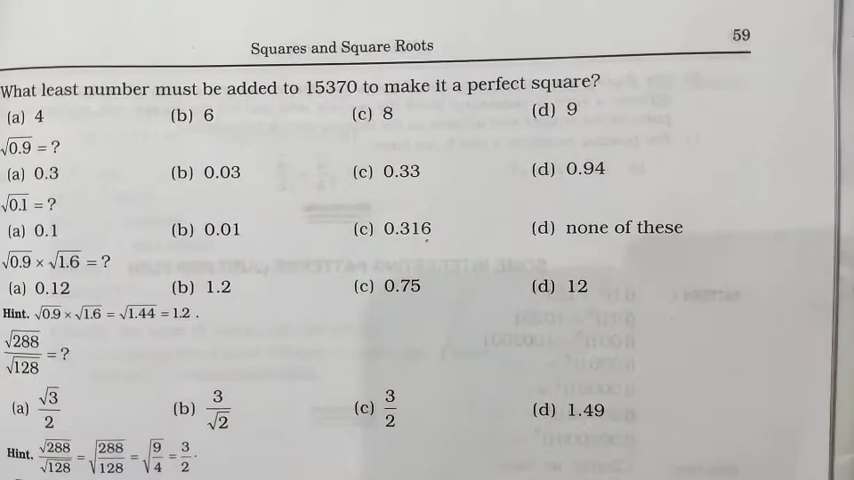 Squares and Square Roots 59
What least number must be added to 15370 to make it a perfect square?
(a) 4 (b) 6 (c) 8 (d) 9
√0.9 = ?
(a) 0.3 (b) 0.03 (c) 0.33 (d) 0.94
√0.1 = ?
(a) 0.1 (b) 0.01 (c) 0.316 (d) none of these
√0.9 × √1.6 = ?
(a) 0.12 (b) 1.2 (c) 0.75 (d) 12
Hint. √0.9 × √1.6 = √1.44 = 1.2 .
√288/√128 = ?
(a) √3/2 (b) 3/√2 (c) 3/2 (d) 1.49
Hint. √288/√128 = √(288/128) = √(9/4) = 3/2 .